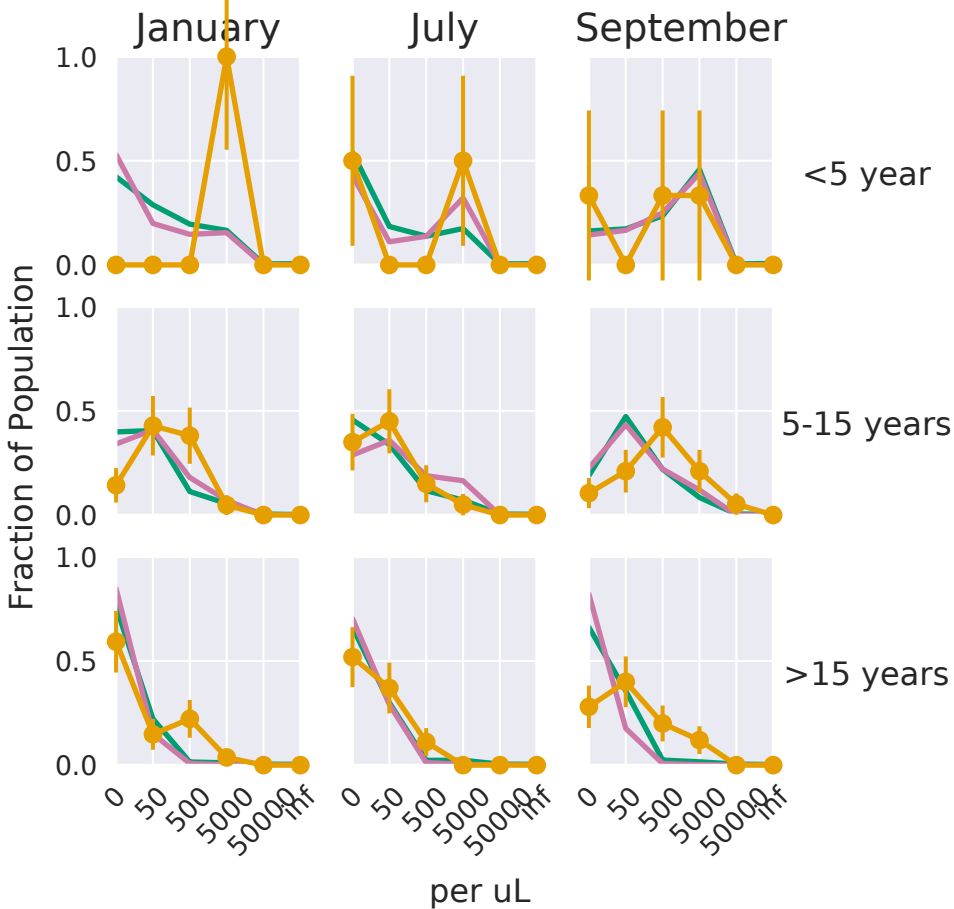 January July September
1.0
0.5
0.0
<5 year
1.0
0.5
0.0
5-15 years
1.0
0.5
0.0
>15 years
Fraction of Population
0 50 500 5000 50000 inf 0 50 500 5000 50000 inf 0 50 500 5000 50000 inf
per uL